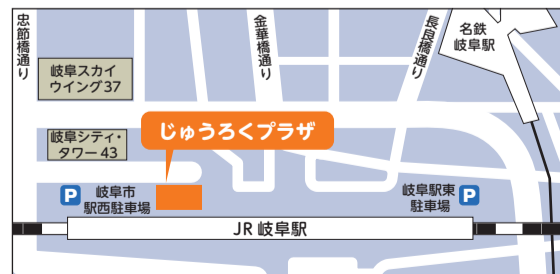 忠節橋通り
金華橋通り
長良橋通り
名鉄
岐阜駅
岐阜スカイ
ウイング37
岐阜シティ・
タワー43
じゅうろくプラザ
P
岐阜市
駅西駐車場
岐阜駅東
駐車場
P
JR 岐阜駅